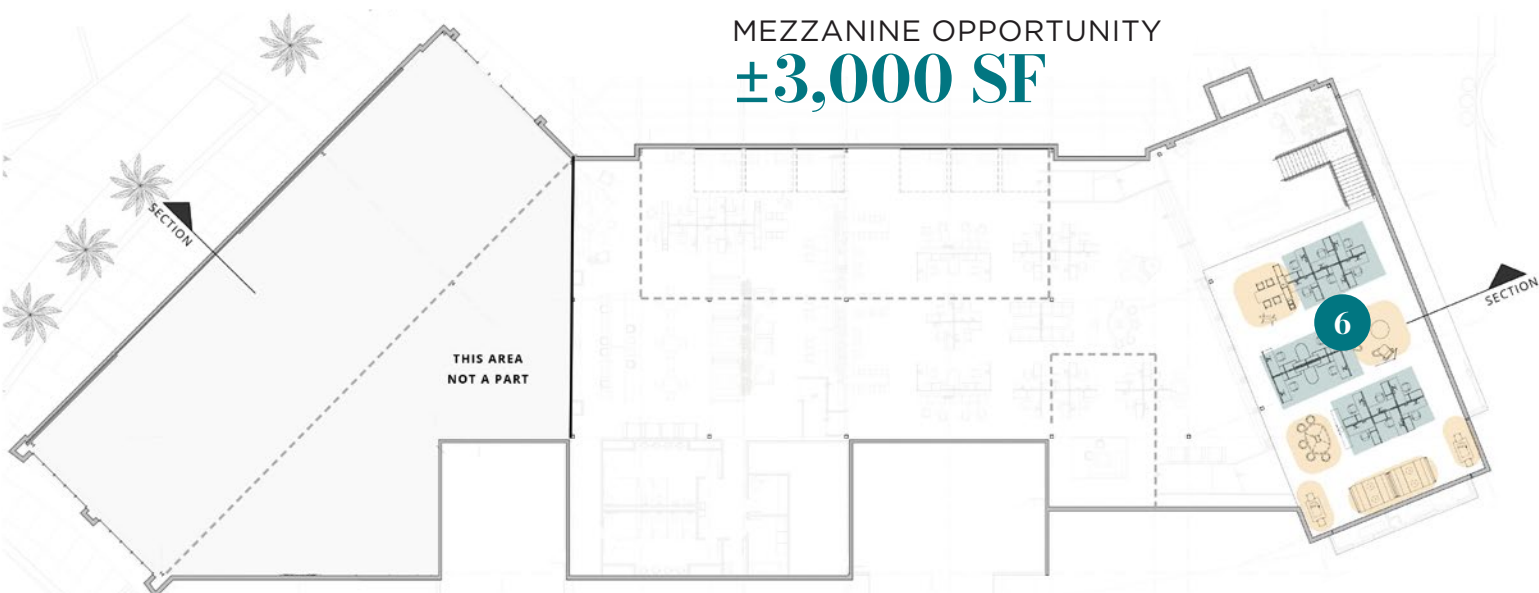 MEZZANINE OPPORTUNITY
±3,000 SF
SECTION
SECTION
6
THIS AREA
NOT A PART